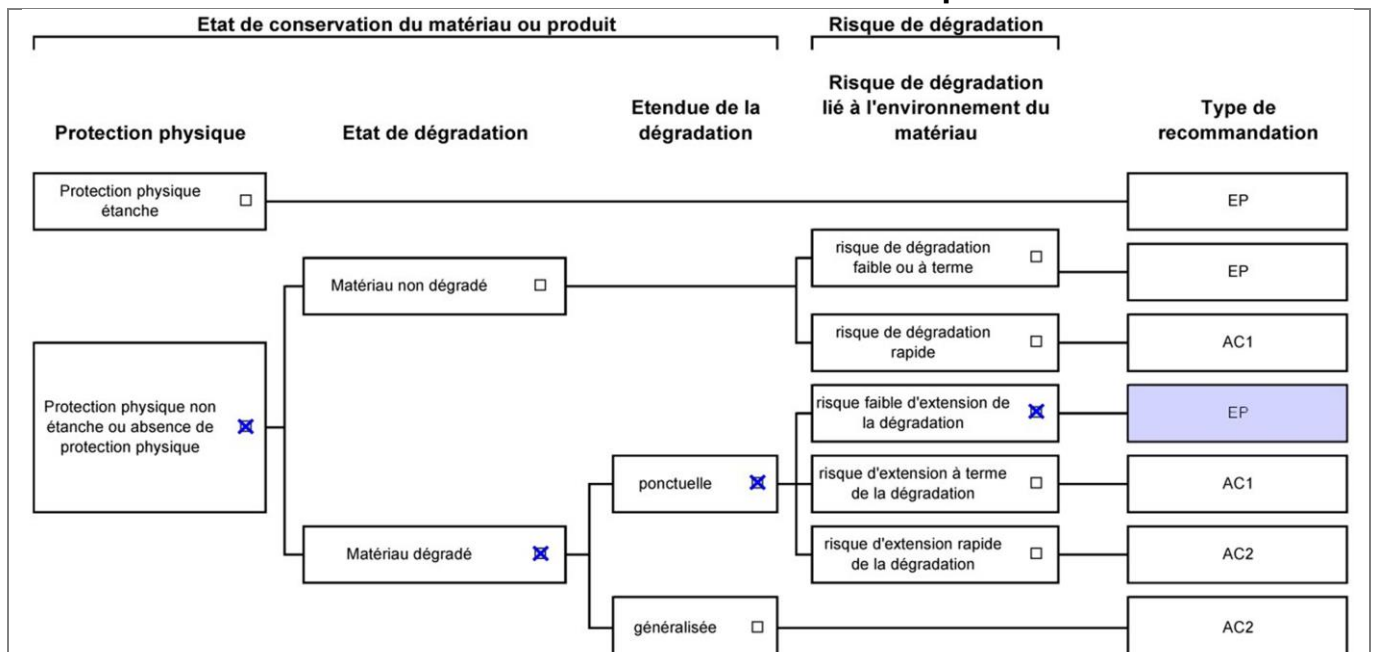 Etat de conservation du matériau ou produit
Risque de dégradation
Protection physique
Etat de dégradation
Etendue de la
dégradation
Risque de dégradation
lié à l'environnement du
matériau
Type de
recommandation
Protection physique
étanche
EP
risque de dégradation
faible ou à terme
EP
Matériau non dégradé
risque de dégradation
rapide
AC1
Protection physique non
étanche ou absence de
protection physique
risque faible d'extension de
la dégradation
EP
ponctuelle
risque d'extension à terme
de la dégradation
AC1
Matériau dégradé
risque d'extension rapide
de la dégradation
AC2
généralisée
AC2